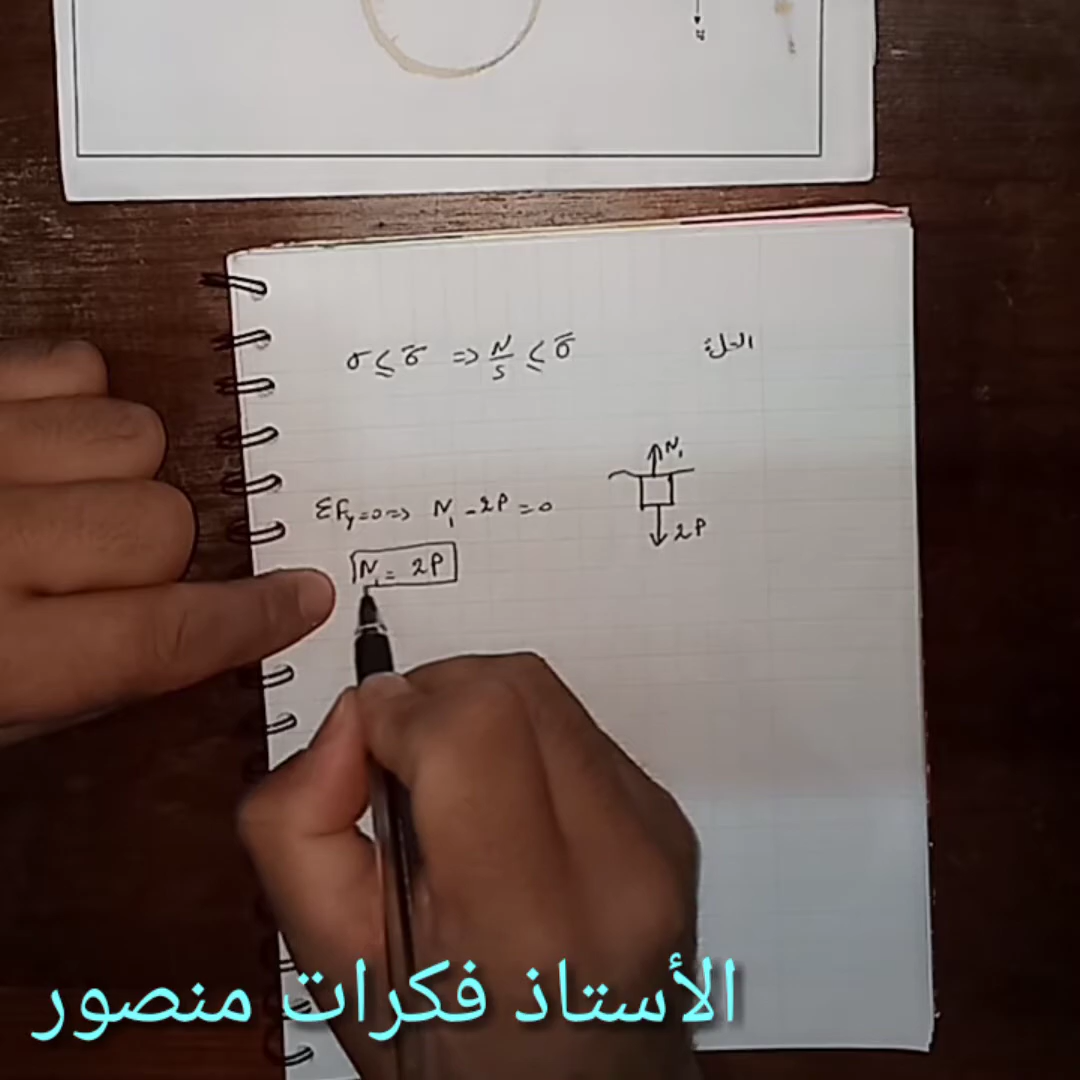 الحل:
σ ≤ σ̄ => N/S ≤ σ̄
N₁
ΣFy=0 => N₁ - 2P = 0
2P
N₁ = 2P
الأستاذ فكرات منصور